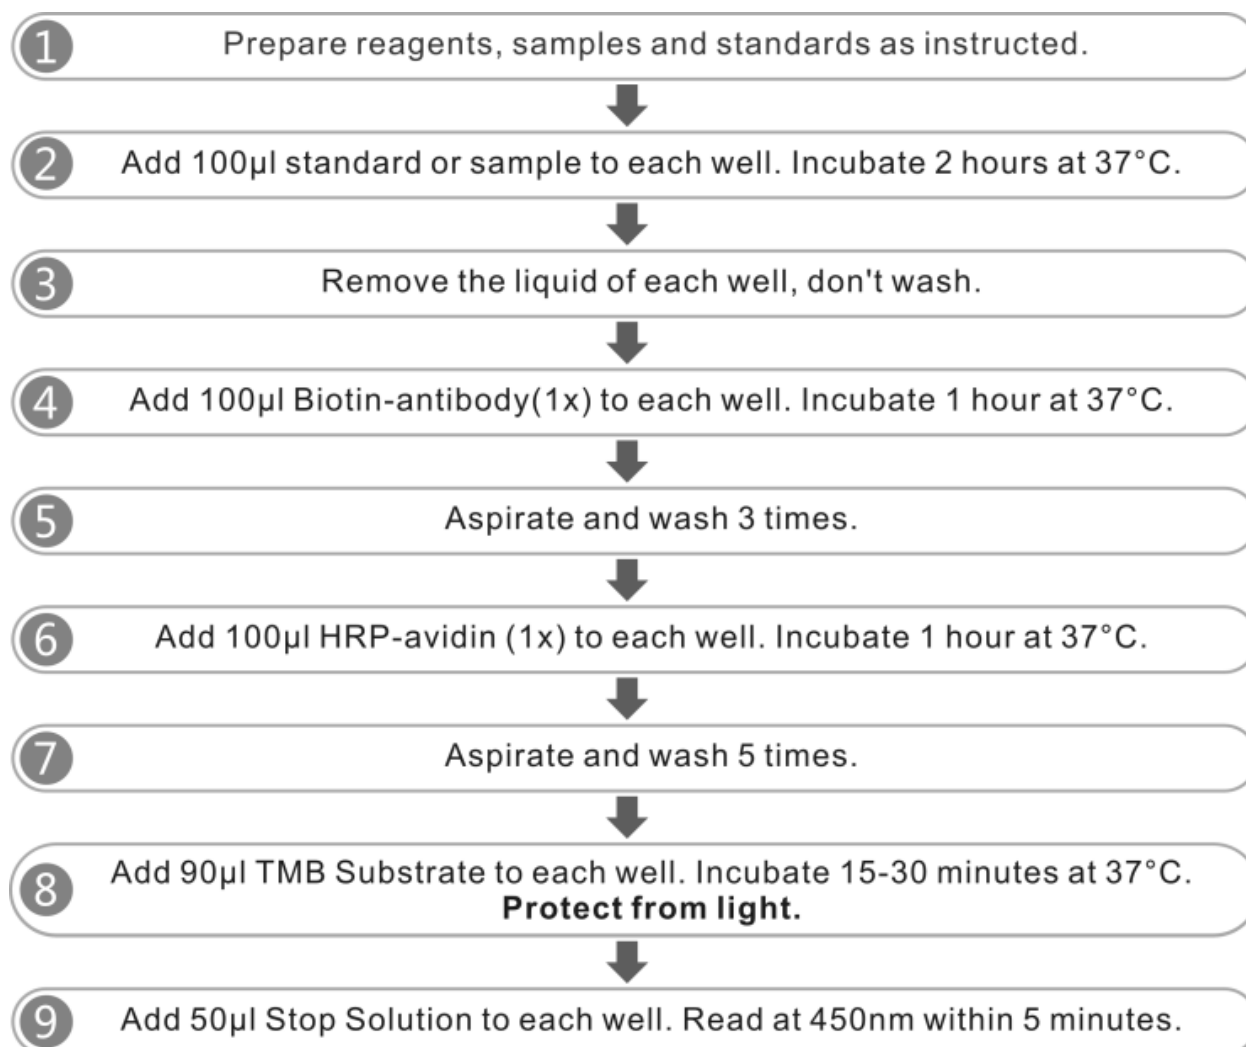 1 Prepare reagents, samples and standards as instructed.
2 Add 100μl standard or sample to each well. Incubate 2 hours at 37°C.
3 Remove the liquid of each well, don't wash.
4 Add 100μl Biotin-antibody(1x) to each well. Incubate 1 hour at 37°C.
5 Aspirate and wash 3 times.
6 Add 100μl HRP-avidin (1x) to each well. Incubate 1 hour at 37°C.
7 Aspirate and wash 5 times.
8 Add 90μl TMB Substrate to each well. Incubate 15-30 minutes at 37°C.
Protect from light.
9 Add 50μl Stop Solution to each well. Read at 450nm within 5 minutes.